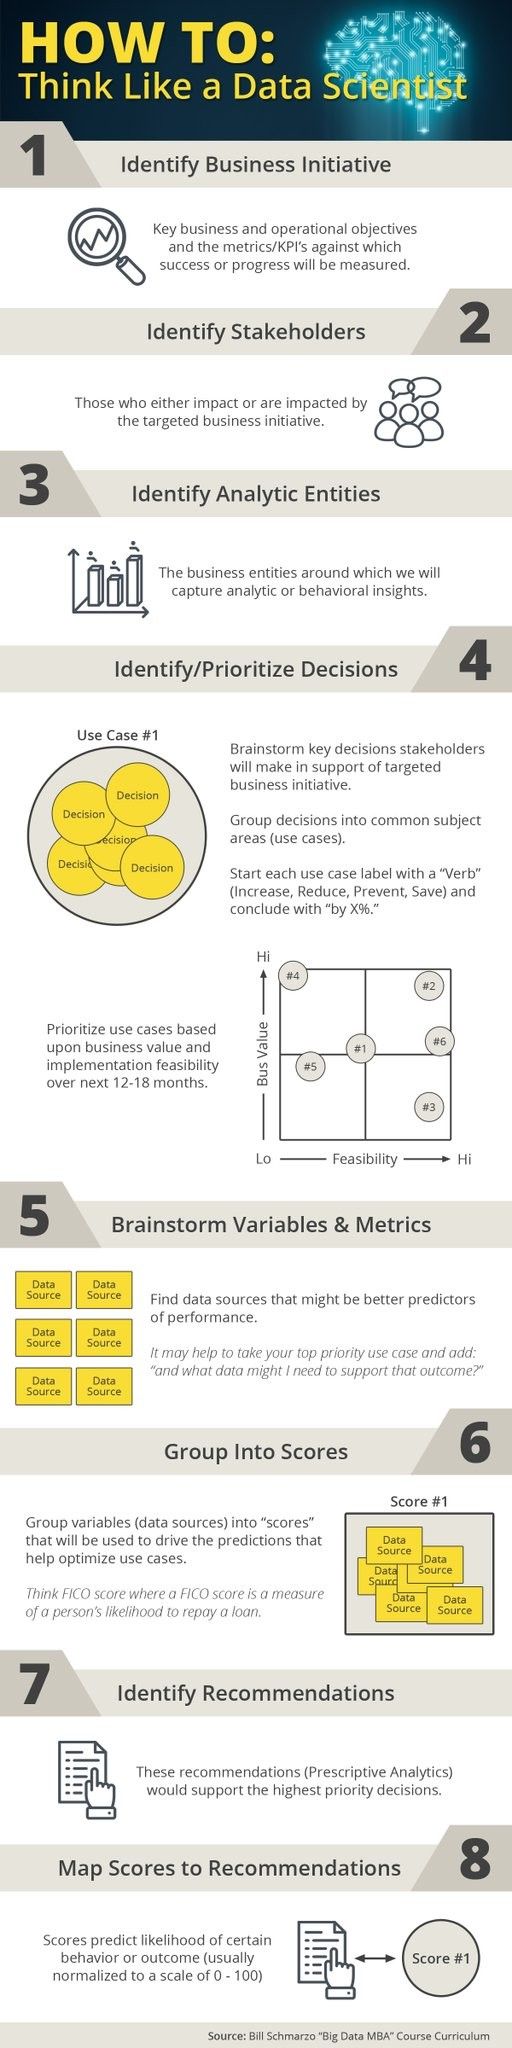 HOW TO:
Think Like a Data Scientist
1
Identify Business Initiative
Key business and operational objectives
and the metrics/KPI's against which
success or progress will be measured.
2
Identify Stakeholders
Those who either impact or are impacted by
the targeted business initiative.
3
Identify Analytic Entities
The business entities around which we will
capture analytic or behavioral insights.
4
Identify/Prioritize Decisions
Use Case #1
Decision
Decision
Decision
Decision
Decision
Brainstorm key decisions stakeholders
will make in support of targeted
business initiative.
Group decisions into common subject
areas (use cases).
Start each use case label with a “Verb”
(Increase, Reduce, Prevent, Save) and
conclude with “by X%.”
Prioritize use cases based
upon business value and
implementation feasibility
over next 12-18 months.
Hi
Bus Value
#4
#2
#6
#1
#5
#3
Lo
Feasibility
Hi
5
Brainstorm Variables & Metrics
Data
Source
Data
Source
Data
Source
Data
Source
Data
Source
Data
Source
Find data sources that might be better predictors
of performance.
It may help to take your top priority use case and add:
“and what data might I need to support that outcome?”
6
Group Into Scores
Group variables (data sources) into “scores”
that will be used to drive the predictions that
help optimize use cases.
Think FICO score where a FICO score is a measure
of a person’s likelihood to repay a loan.
Score #1
Data
Source
Data
Source
Data
Source
Data
Source
Data
Source
7
Identify Recommendations
These recommendations (Prescriptive Analytics)
would support the highest priority decisions.
8
Map Scores to Recommendations
Scores predict likelihood of certain
behavior or outcome (usually
normalized to a scale of 0 - 100)
Score #1
Source: Bill Schmarzo “Big Data MBA” Course Curriculum